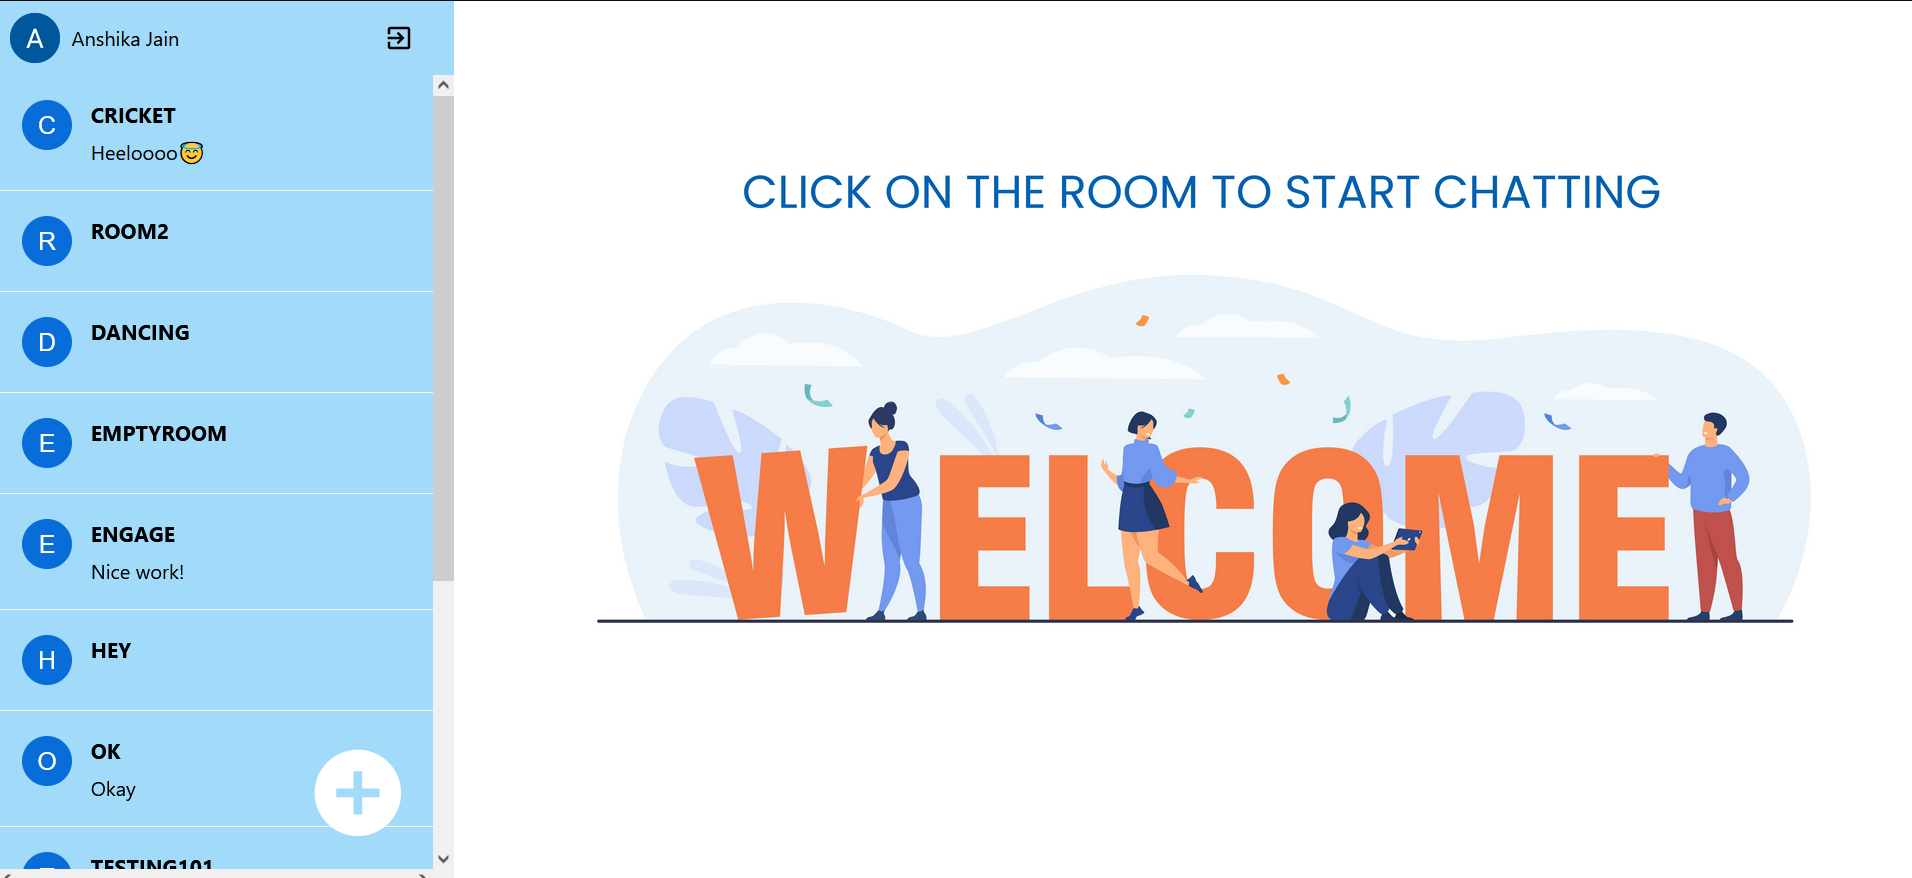 A Anshika Jain
C CRICKET
Heeloooo😇
R ROOM2
D DANCING
E EMPTYROOM
E ENGAGE
Nice work!
H HEY
O OK
Okay
TESTING101
CLICK ON THE ROOM TO START CHATTING
WELCOME